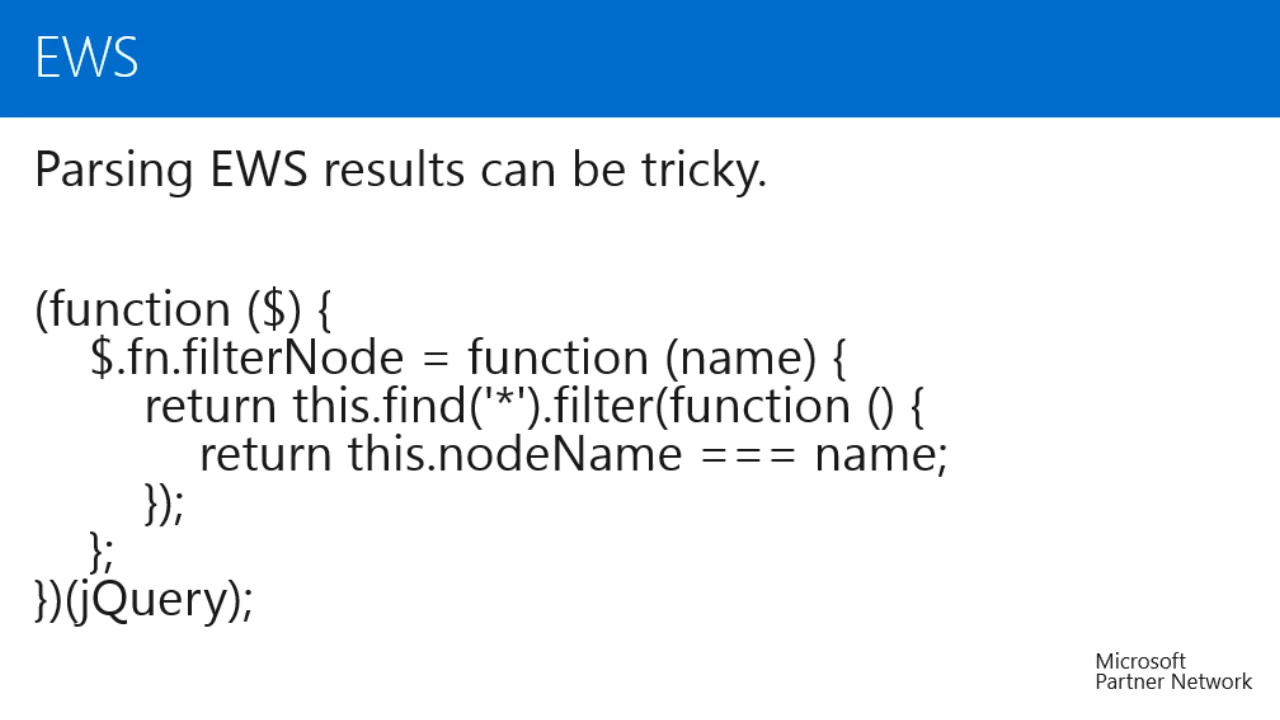 EWS
Parsing EWS results can be tricky.
(function ($) {
$.fn.filterNode = function (name) {
return this.find('*').filter(function () {
return this.nodeName === name;
});
};
})(jQuery);
Microsoft
Partner Network